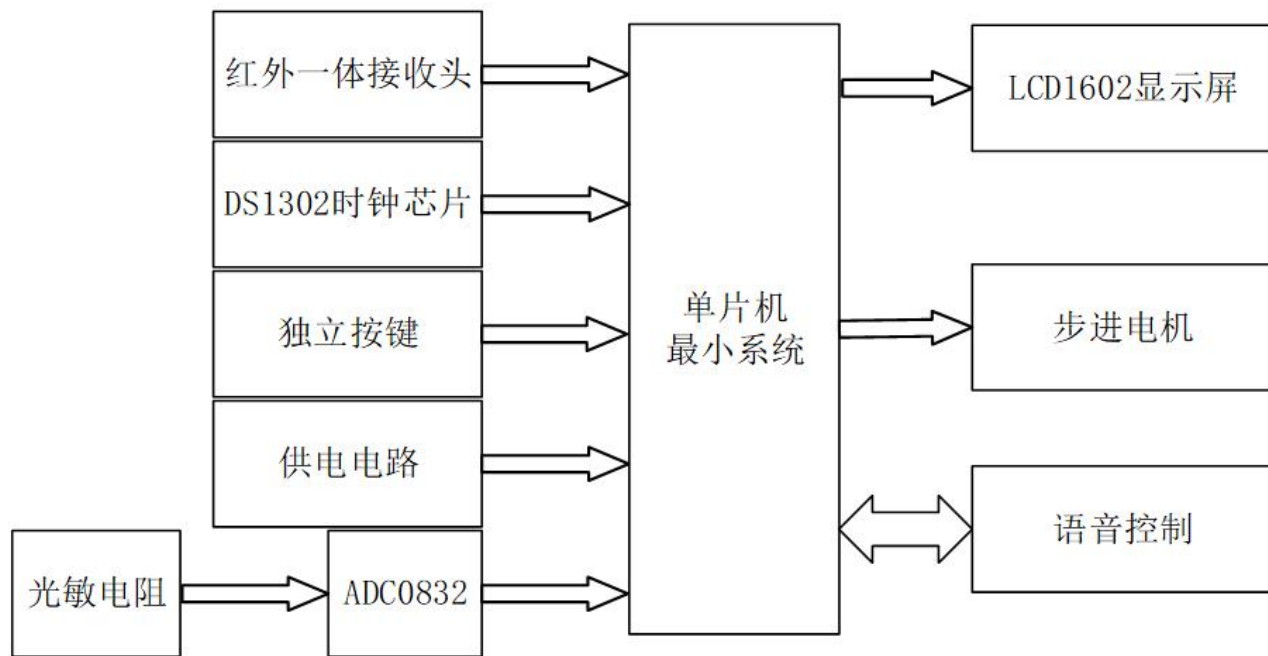 红外一体接收头
DS1302时钟芯片
独立按键
供电电路
光敏电阻
ADC0832
单片机
最小系统
LCD1602显示屏
步进电机
语音控制